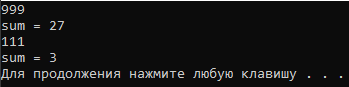 999
sum = 27
111
sum = 3
Для продолжения нажмите любую клавишу . . .